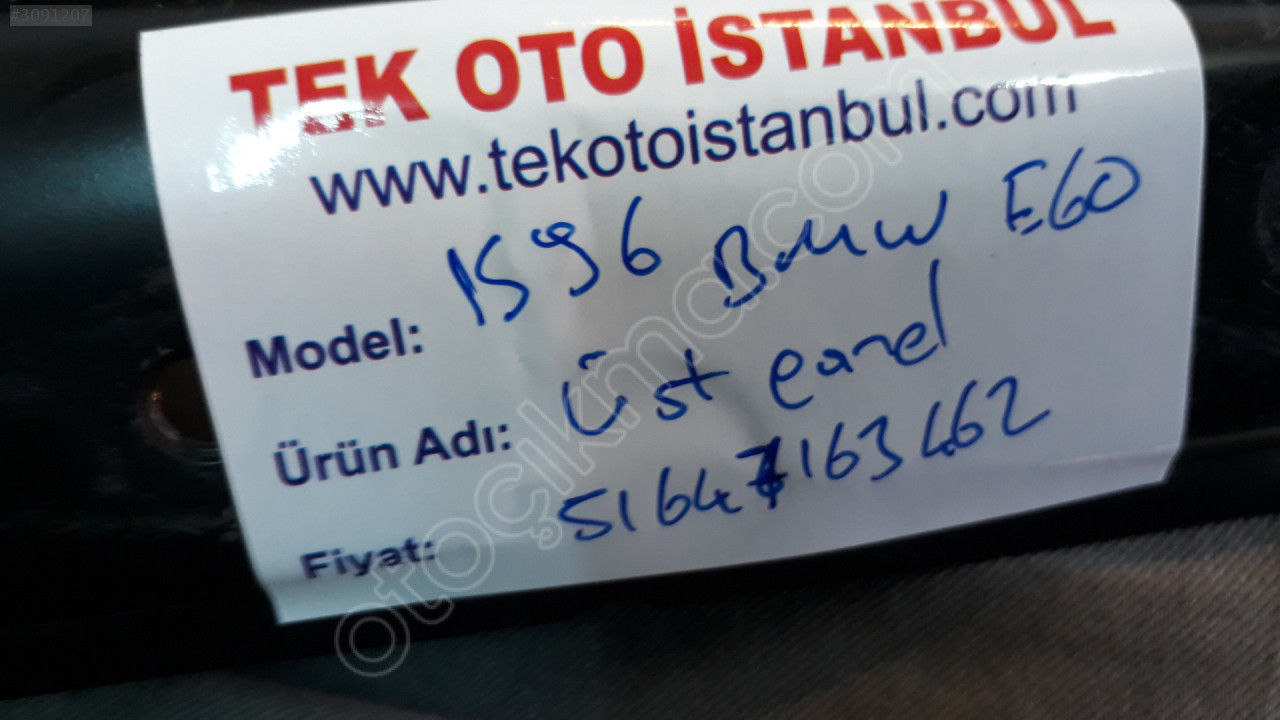 #3091207
TEK OTO İSTANBUL
www.tekotoistanbul.com
Model: 1596 BMW E60
Ürün Adı: Üst panel
Fiyat: 51647163462
otoçıkma.com